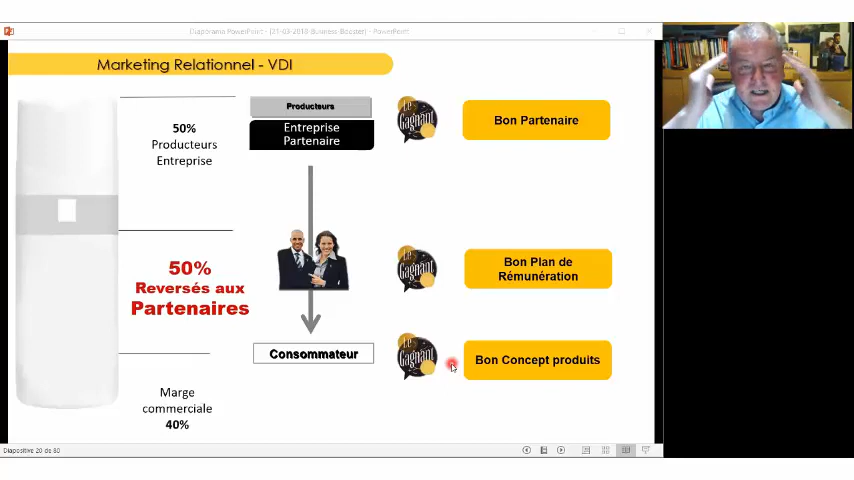 Diaporama PowerPoint - [21-03-2018-Business-Booster] - PowerPoint
Marketing Relationnel - VDI
50%
Producteurs
Entreprise
Producteurs
Entreprise
Partenaire
Le Gagnant
Bon Partenaire
50%
Reversés aux
Partenaires
Le Gagnant
Bon Plan de
Rémunération
Consommateur
Le Gagnant
Bon Concept produits
Marge
commerciale
40%
Diapositive 20 de 80